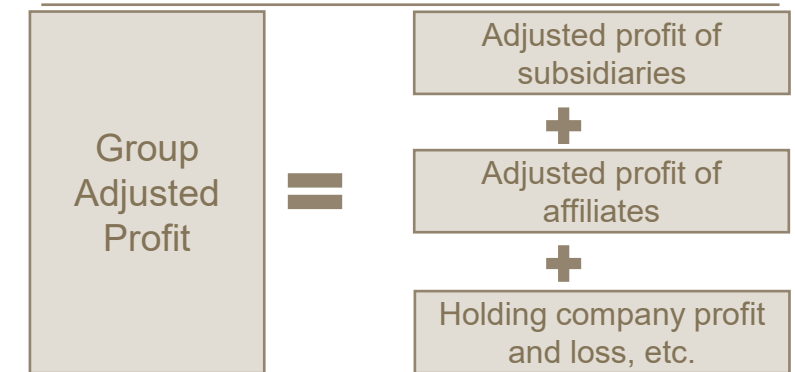 Group
Adjusted
Profit
=
Adjusted profit of
subsidiaries
+
Adjusted profit of
affiliates
+
Holding company profit
and loss, etc.